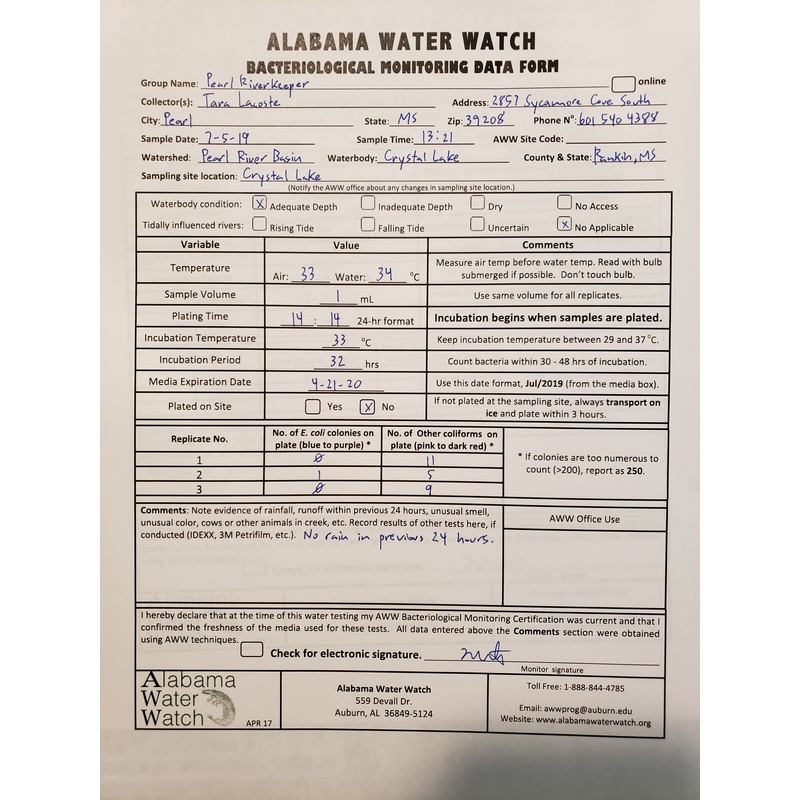 ALABAMA WATER WATCH
BACTERIOLOGICAL MONITORING DATA FORM
Group Name: Pearl Riverkeeper online
Collector(s): Tara Lacoste Address: 2857 Sycamore Cove South
City: Pearl State: MS Zip: 39208 Phone N°: 601 540 4388
Sample Date: 7-5-19 Sample Time: 13:21 AWW Site Code:
Watershed: Pearl River Basin Waterbody: Crystal Lake County & State: Rankin, MS
Sampling site location: Crystal Lake
(Notify the AWW office about any changes in sampling site location.)
Waterbody condition: X Adequate Depth Inadequate Depth Dry No Access
Tidally influenced rivers: Rising Tide Falling Tide Uncertain X No Applicable
Variable Value Comments
Temperature Air: 33 Water: 34 °C Measure air temp before water temp. Read with bulb
submerged if possible. Don't touch bulb.
Sample Volume 1 mL Use same volume for all replicates.
Plating Time 14 : 14 24-hr format Incubation begins when samples are plated.
Incubation Temperature 33 °C Keep incubation temperature between 29 and 37 °C.
Incubation Period 32 hrs Count bacteria within 30 - 48 hrs of incubation.
Media Expiration Date 4-21-20 Use this date format, Jul/2019 (from the media box).
Plated on Site Yes X No If not plated at the sampling site, always transport on
ice and plate within 3 hours.
Replicate No. No. of E. coli colonies on No. of Other coliforms on
plate (blue to purple) * plate (pink to dark red) *
* If colonies are too numerous to
count (>200), report as 250.
1 0 11
2 1 5
3 0 9
Comments: Note evidence of rainfall, runoff within previous 24 hours, unusual smell,
unusual color, cows or other animals in creek, etc. Record results of other tests here, if
conducted (IDEXX, 3M Petrifilm, etc.). No rain in previous 24 hours.
AWW Office Use
I hereby declare that at the time of this water testing my AWW Bacteriological Monitoring Certification was current and that I
confirmed the freshness of the media used for these tests. All data entered above the Comments section were obtained
using AWW techniques.
Check for electronic signature.
Monitor signature
Alabama
Water
Watch APR 17
Alabama Water Watch
559 Devall Dr.
Auburn, AL 36849-5124
Toll Free: 1-888-844-4785
Email: awwprog@auburn.edu
Website: www.alabamawaterwatch.org